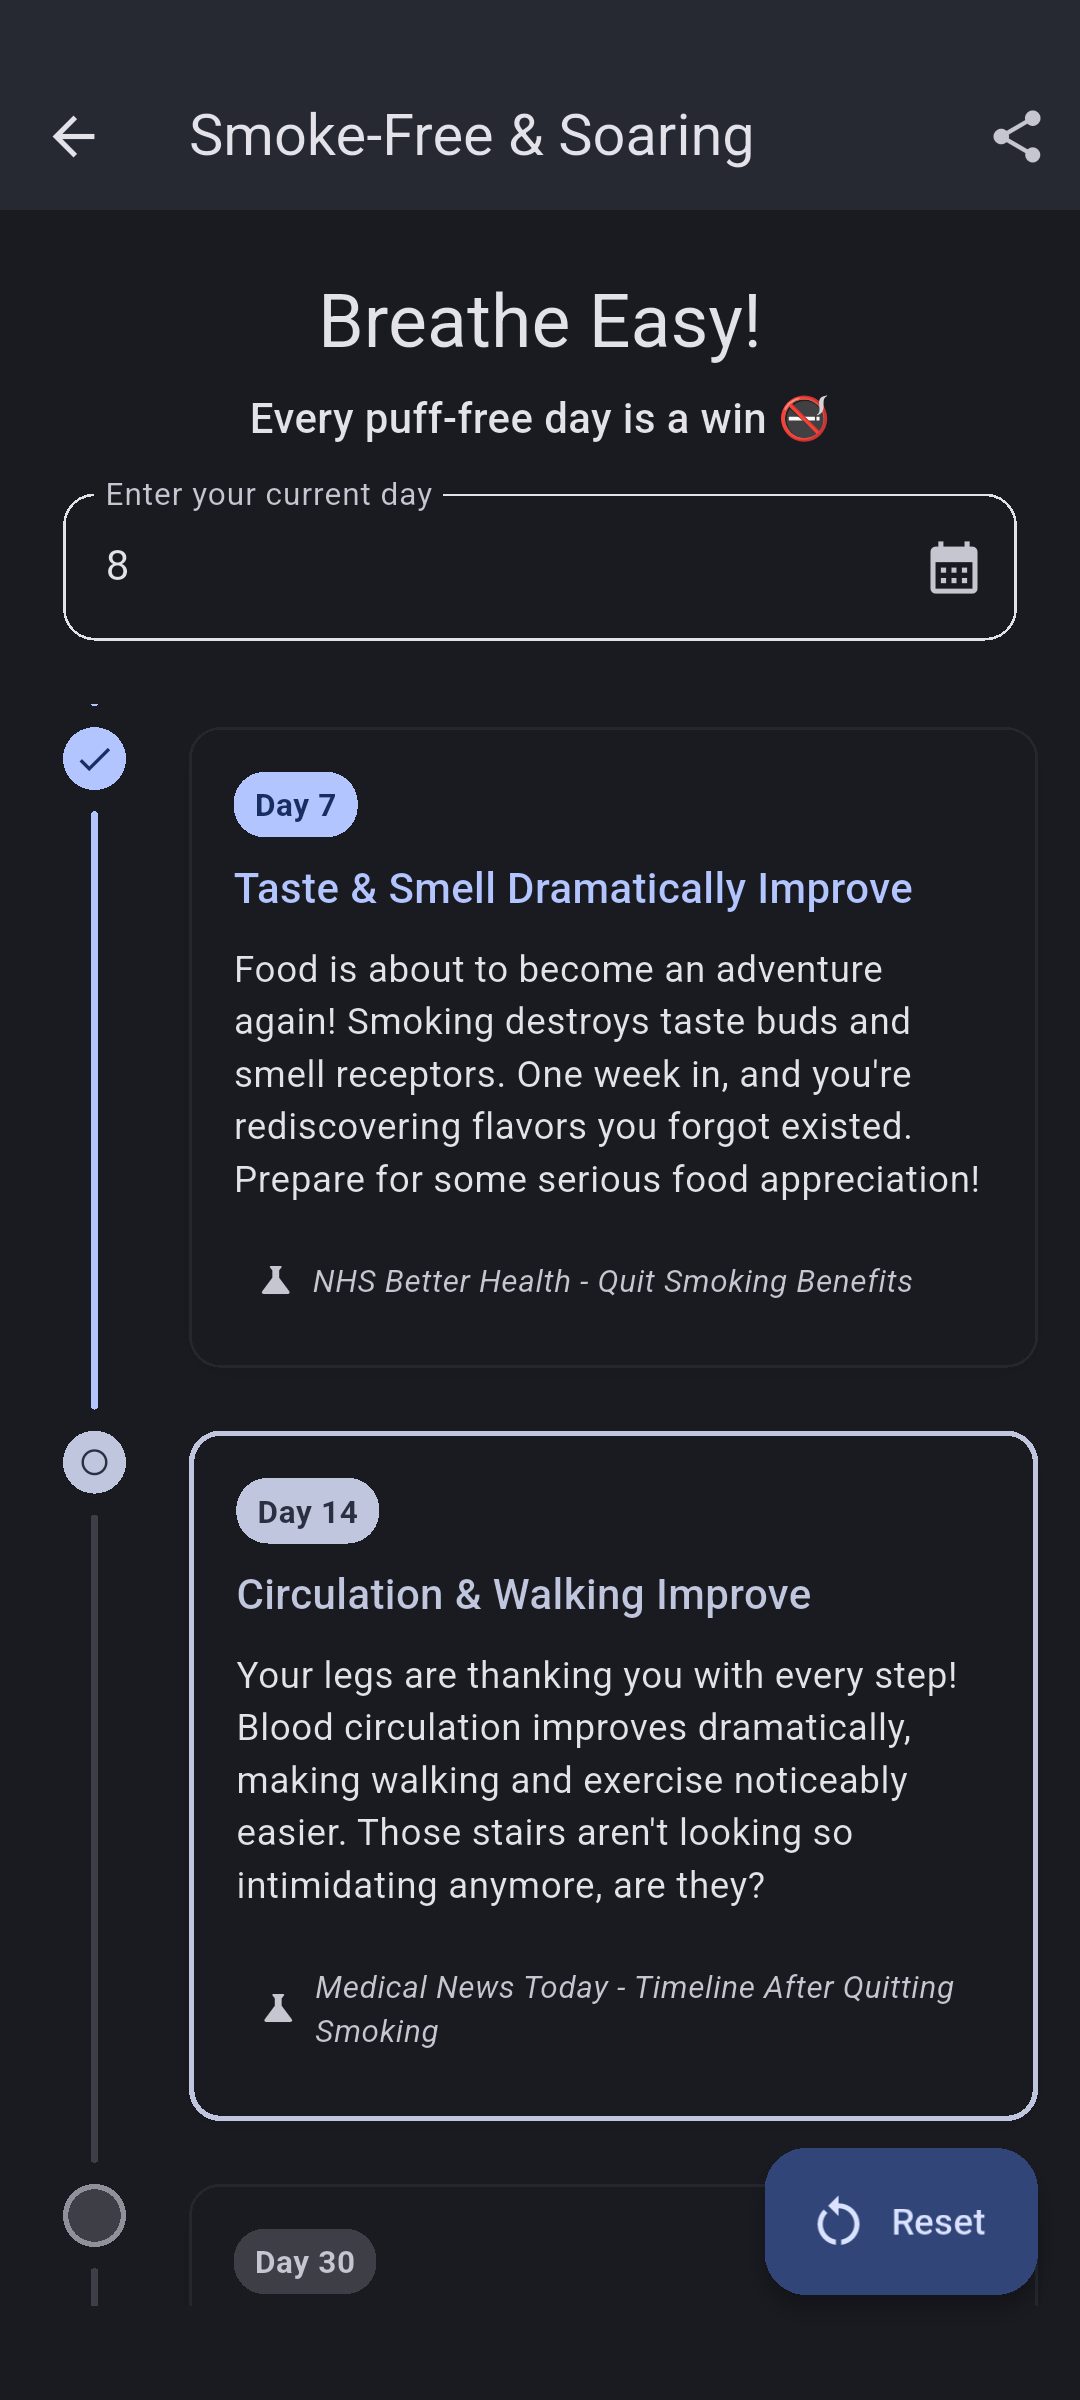 Smoke-Free & Soaring
Breathe Easy!
Every puff-free day is a win 🚭
Enter your current day
8
Day 7
Taste & Smell Dramatically Improve
Food is about to become an adventure
again! Smoking destroys taste buds and
smell receptors. One week in, and you're
rediscovering flavors you forgot existed.
Prepare for some serious food appreciation!
NHS Better Health - Quit Smoking Benefits
Day 14
Circulation & Walking Improve
Your legs are thanking you with every step!
Blood circulation improves dramatically,
making walking and exercise noticeably
easier. Those stairs aren't looking so
intimidating anymore, are they?
Medical News Today - Timeline After Quitting
Smoking
Day 30
Reset